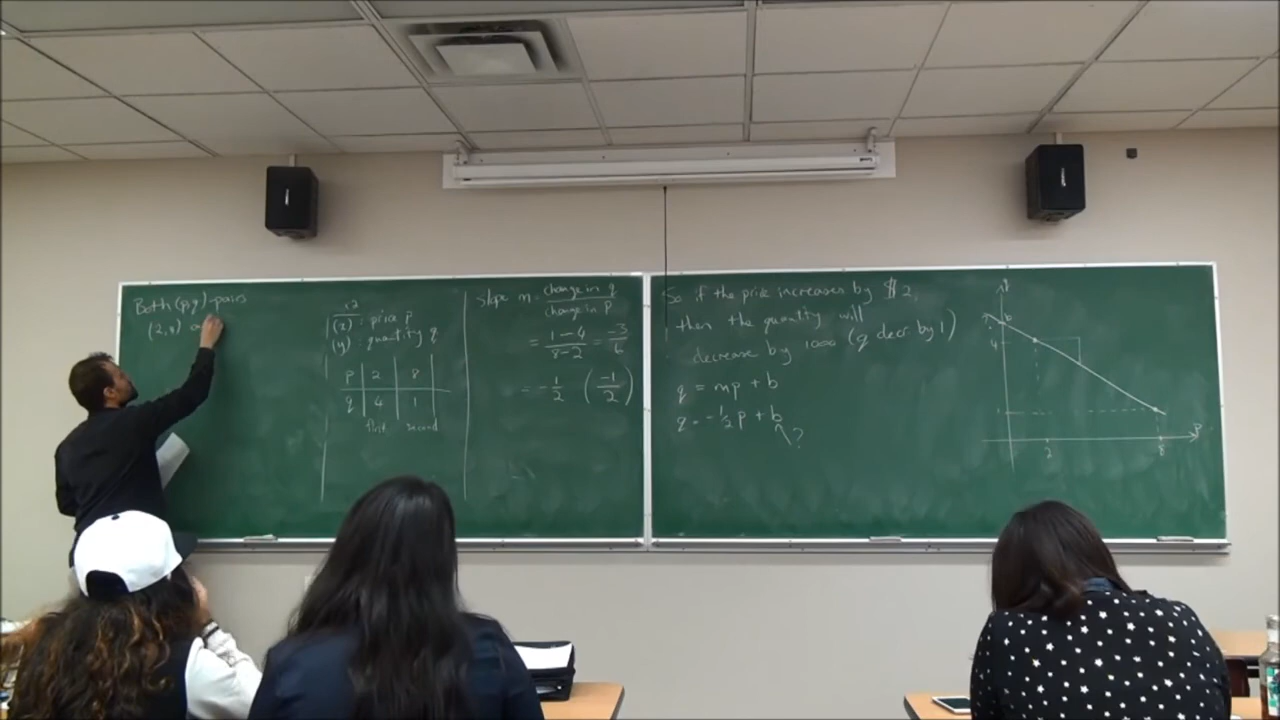 Both (p,q)-pairs
(2,4) a
12
(x) : price p
(y) : quantity q
p 2 8
q 4 1
first second
Slope m = change in q / change in p
= 1-4 / 8-2 = -3 / 6
= -1/2 (-1/2)
So if the price increases by $2,
then the quantity will
decrease by 1000 (q decr. by 1)
q = mp + b
q = -1/2 p + b
?
b
4
1
2
8
p